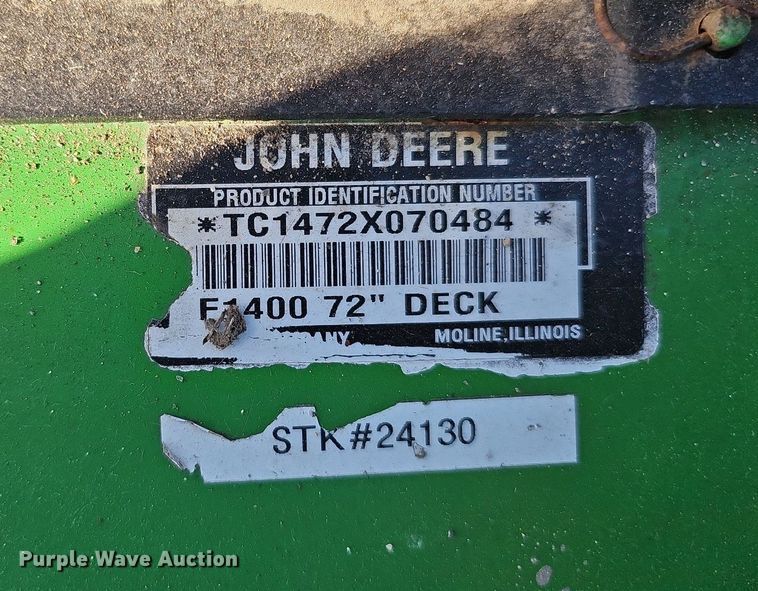 JOHN DEERE
PRODUCT IDENTIFICATION NUMBER
*TC1472X070484 *
F1400 72" DECK
MOLINE, ILLINOIS
STK#24130
Purple Wave Auction